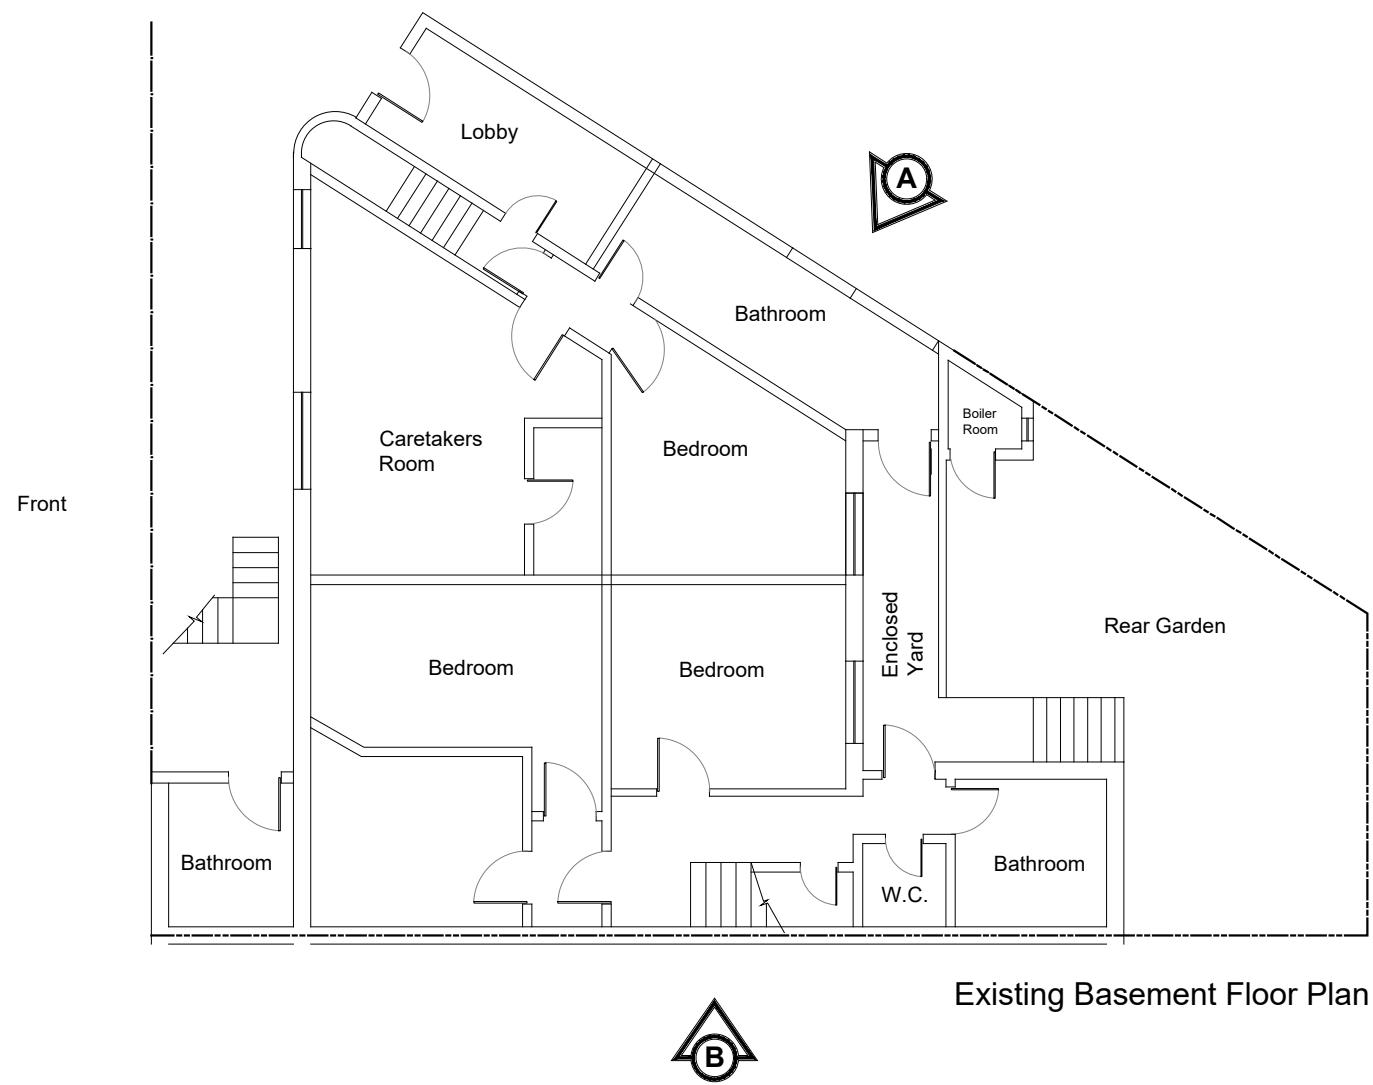 Lobby
A
Bathroom
Boiler
Room
Caretakers
Room
Bedroom
Front
Enclosed
Yard
Rear Garden
Bedroom
Bedroom
Bathroom
Bathroom
W.C.
Existing Basement Floor Plan
B